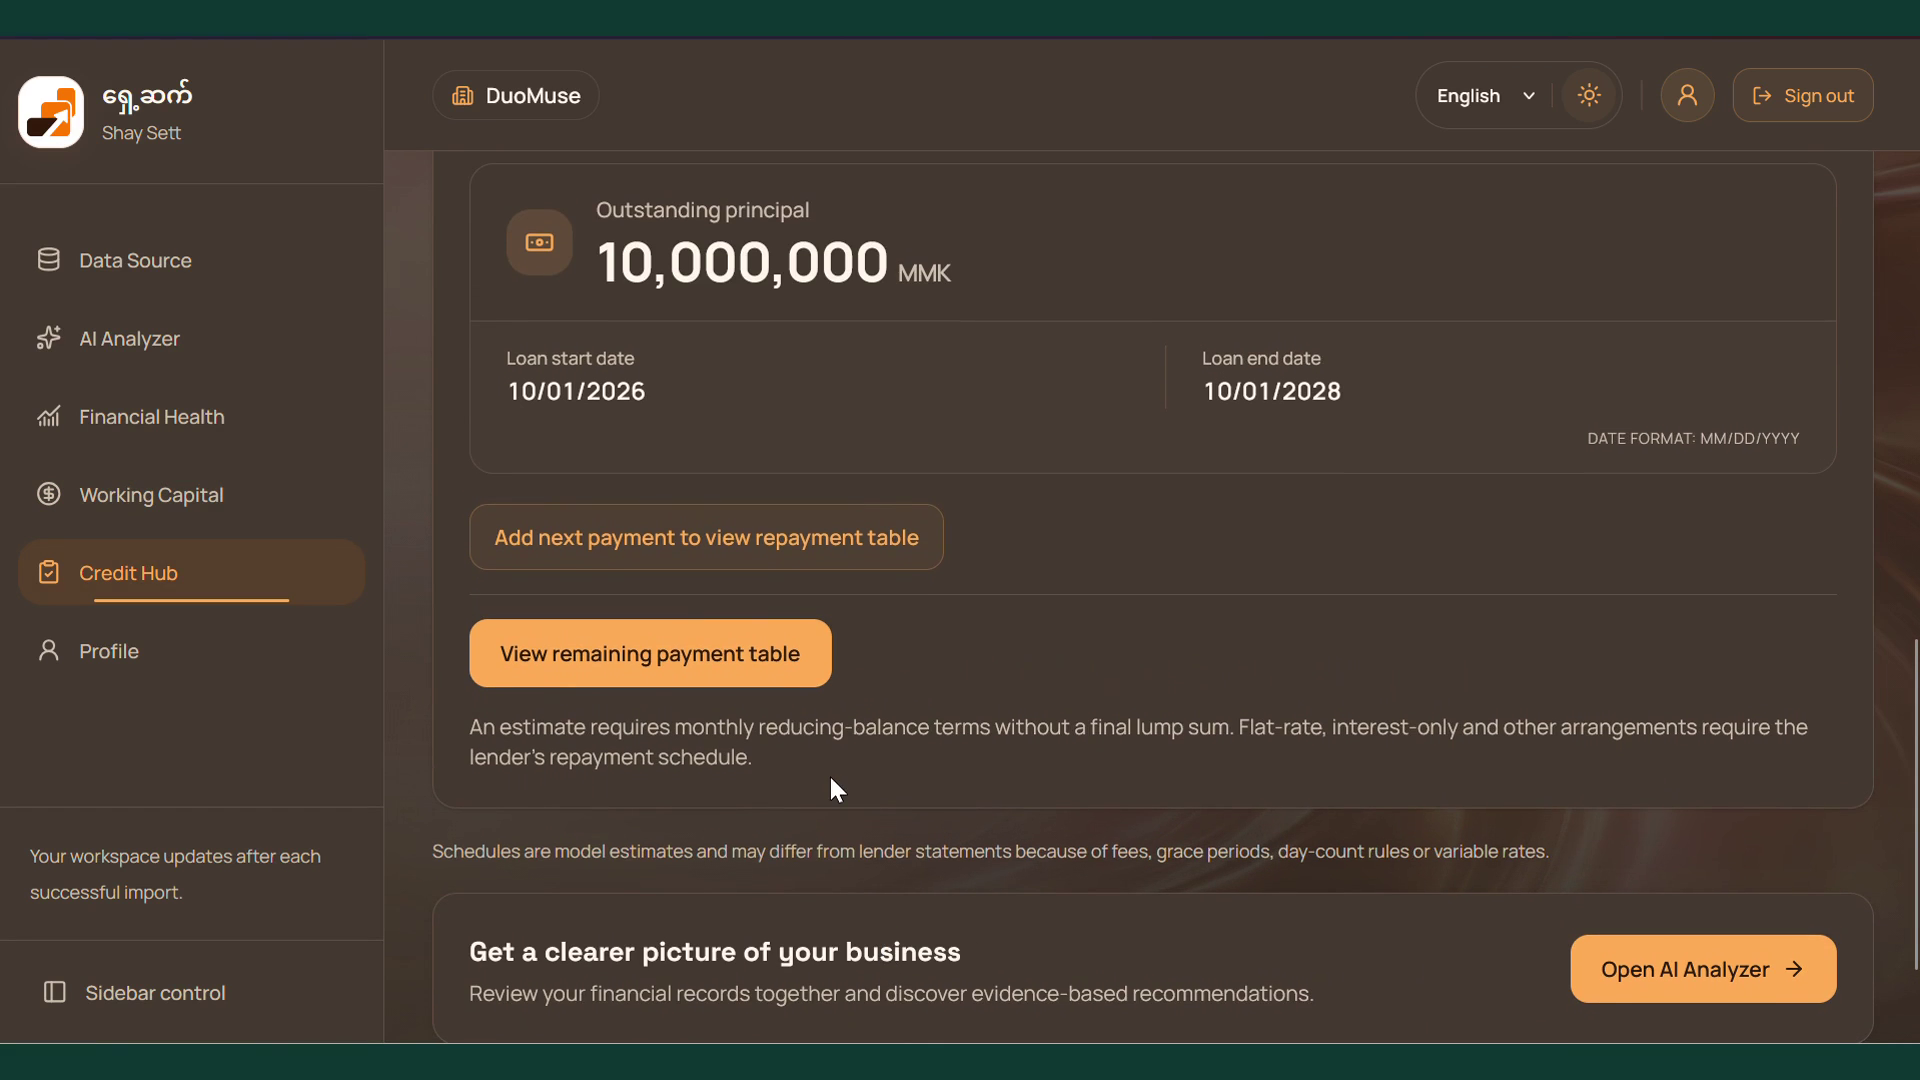 ရှေ့ဆက်
Shay Sett
DuoMuse
English
Sign out
Data Source
AI Analyzer
Financial Health
Working Capital
Credit Hub
Profile
Your workspace updates after each
successful import.
Sidebar control
Outstanding principal
10,000,000 MMK
Loan start date
10/01/2026
Loan end date
10/01/2028
DATE FORMAT: MM/DD/YYYY
Add next payment to view repayment table
View remaining payment table
An estimate requires monthly reducing-balance terms without a final lump sum. Flat-rate, interest-only and other arrangements require the
lender's repayment schedule.
Schedules are model estimates and may differ from lender statements because of fees, grace periods, day-count rules or variable rates.
Get a clearer picture of your business
Review your financial records together and discover evidence-based recommendations.
Open AI Analyzer